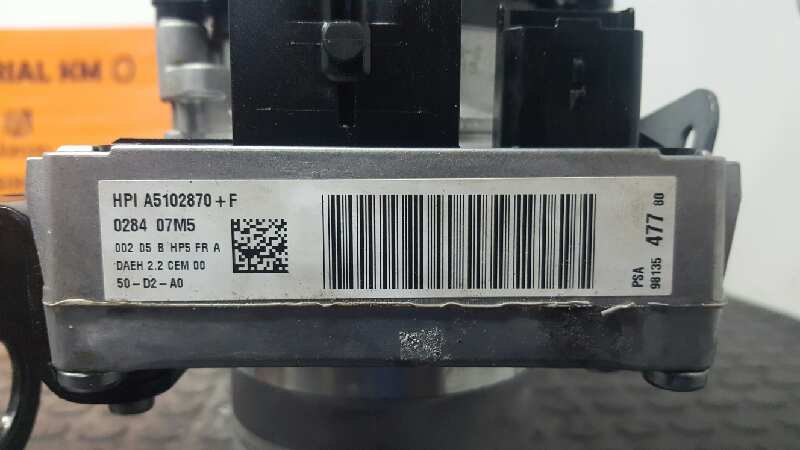 RIAL KM
HPI A5102870+F
0284 07M5
002 05 B HP5 FR A
DAEH 2.2 CEM 00
50-D2-A0
PSA
98135 477 80